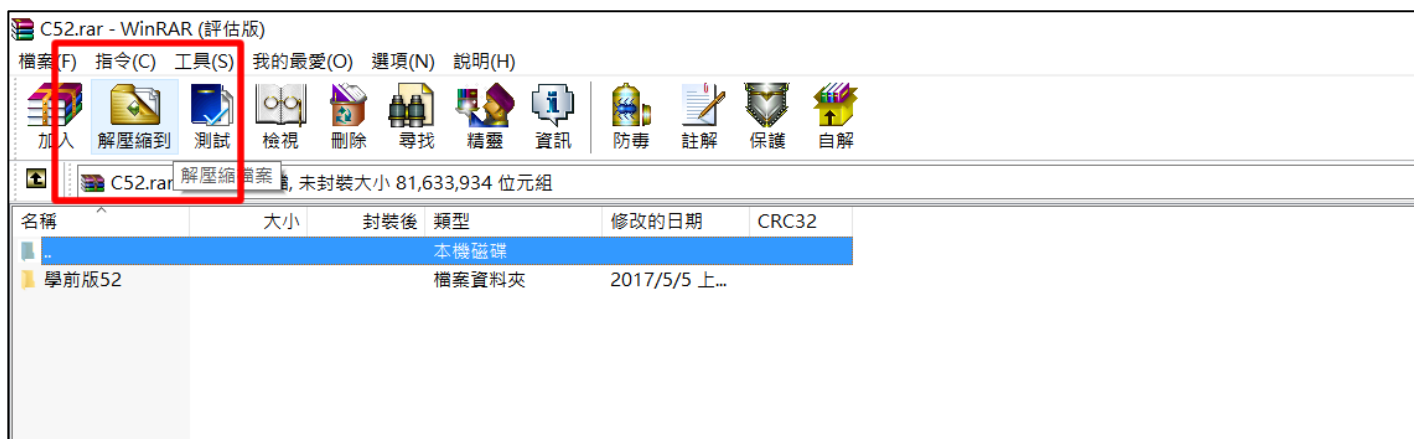 C52.rar - WinRAR (評估版)
檔案(F) 指令(C) 工具(S) 我的最愛(O) 選項(N) 說明(H)
加入 解壓縮到 測試 檢視 刪除 尋找 精靈 資訊 防毒 註解 保護 自解
C52.rar 解壓縮檔案, 未封裝大小 81,633,934 位元組
名稱 大小 封裝後 類型 修改的日期 CRC32
.. 本機磁碟
學前版52 檔案資料夾 2017/5/5 上...